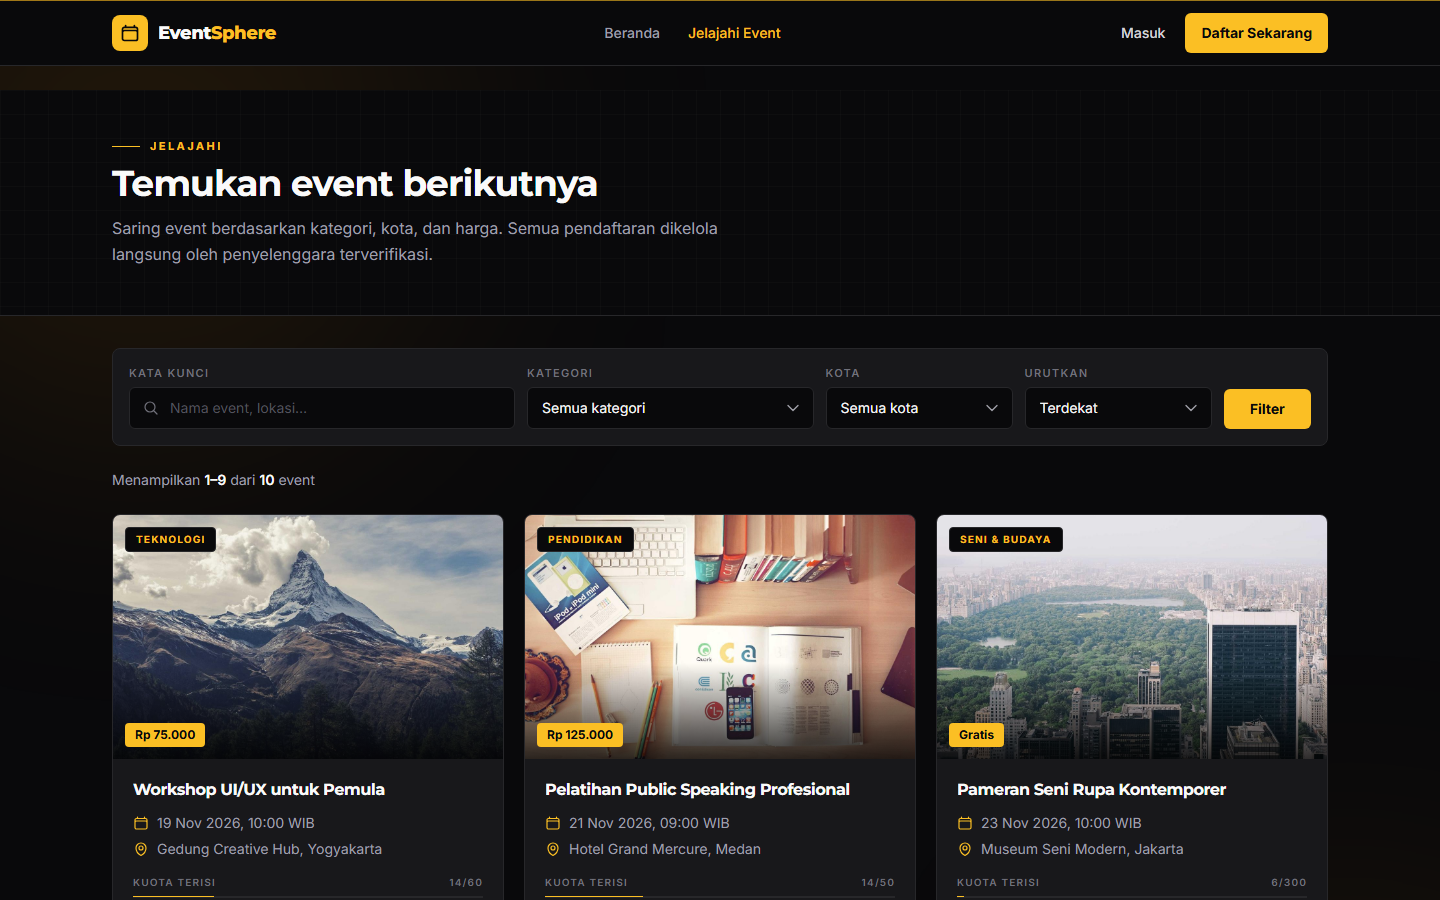 EventSphere
Beranda
Jelajahi Event
Masuk
Daftar Sekarang
JELAJAHI
Temukan event berikutnya
Saring event berdasarkan kategori, kota, dan harga. Semua pendaftaran dikelola
langsung oleh penyelenggara terverifikasi.
KATA KUNCI
KATEGORI
KOTA
URUTKAN
Nama event, lokasi...
Semua kategori
Semua kota
Terdekat
Filter
Menampilkan 1–9 dari 10 event
TEKNOLOGI
Rp 75.000
Workshop UI/UX untuk Pemula
19 Nov 2026, 10:00 WIB
Gedung Creative Hub, Yogyakarta
KUOTA TERISI
14/60
PENDIDIKAN
iPod & iPod mini
Quark
Rp 125.000
Pelatihan Public Speaking Profesional
21 Nov 2026, 09:00 WIB
Hotel Grand Mercure, Medan
KUOTA TERISI
14/50
SENI & BUDAYA
Gratis
Pameran Seni Rupa Kontemporer
23 Nov 2026, 10:00 WIB
Museum Seni Modern, Jakarta
KUOTA TERISI
6/300